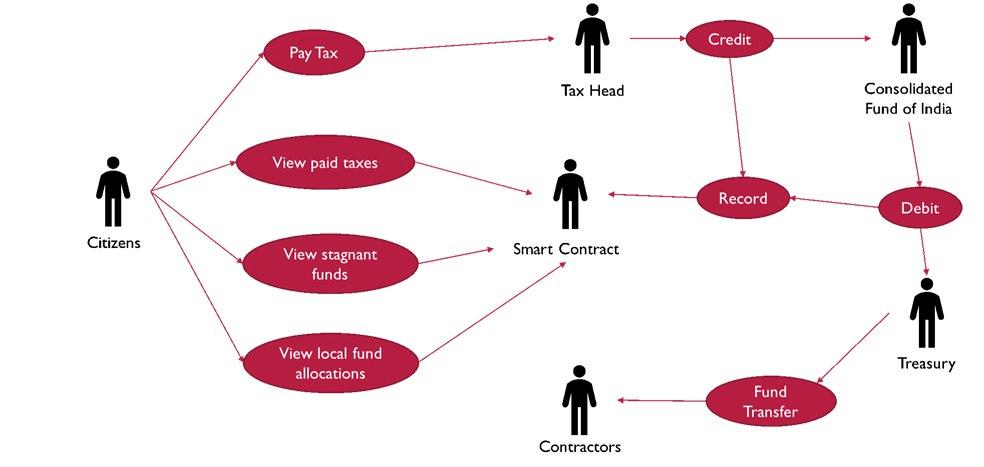 Pay Tax
Tax Head
Credit
Consolidated
Fund of India
View paid taxes
Citizens
Smart Contract
Record
Debit
View stagnant
funds
View local fund
allocations
Treasury
Fund
Transfer
Contractors